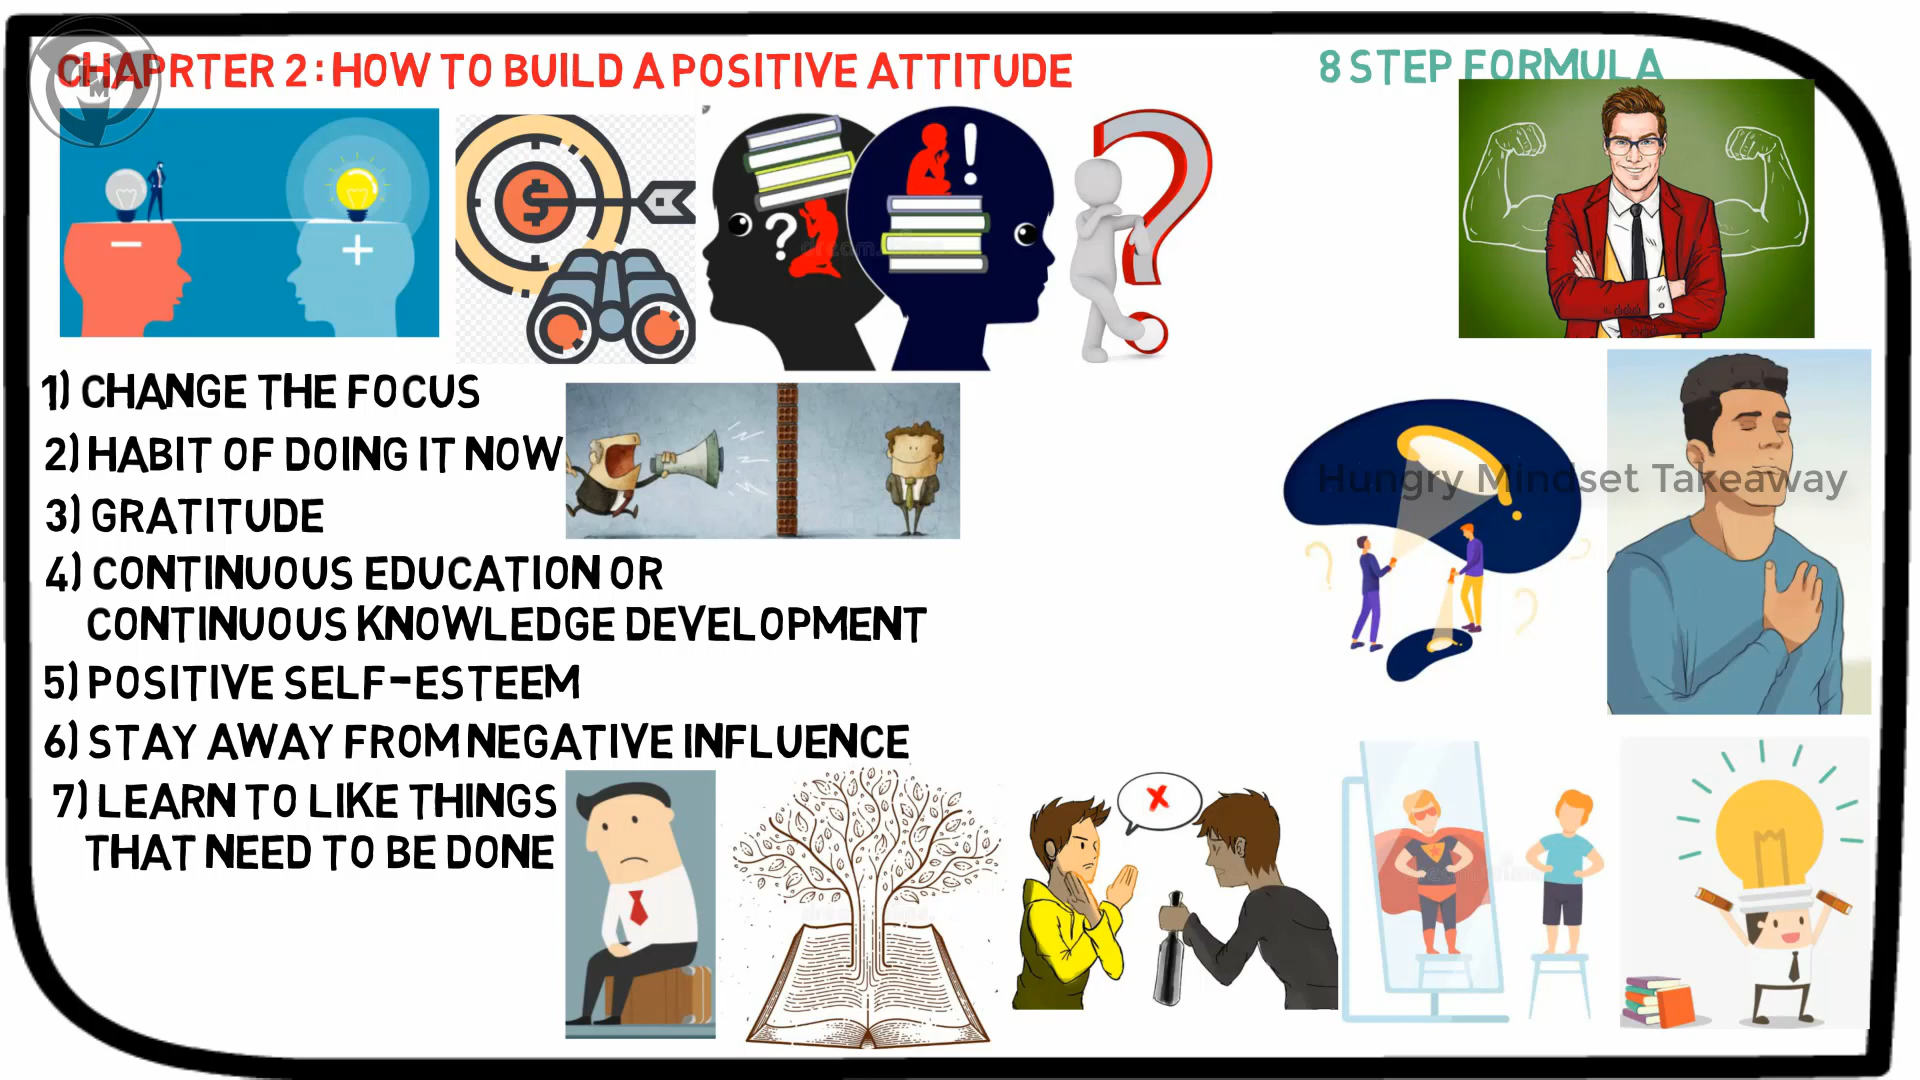 CHAPRTER 2: HOW TO BUILD A POSITIVE ATTITUDE
8 STEP FORMULA
1) CHANGE THE FOCUS
2) HABIT OF DOING IT NOW
3) GRATITUDE
4) CONTINUOUS EDUCATION OR
CONTINUOUS KNOWLEDGE DEVELOPMENT
5) POSITIVE SELF-ESTEEM
6) STAY AWAY FROM NEGATIVE INFLUENCE
7) LEARN TO LIKE THINGS
THAT NEED TO BE DONE
Hungry Mindset Takeaway